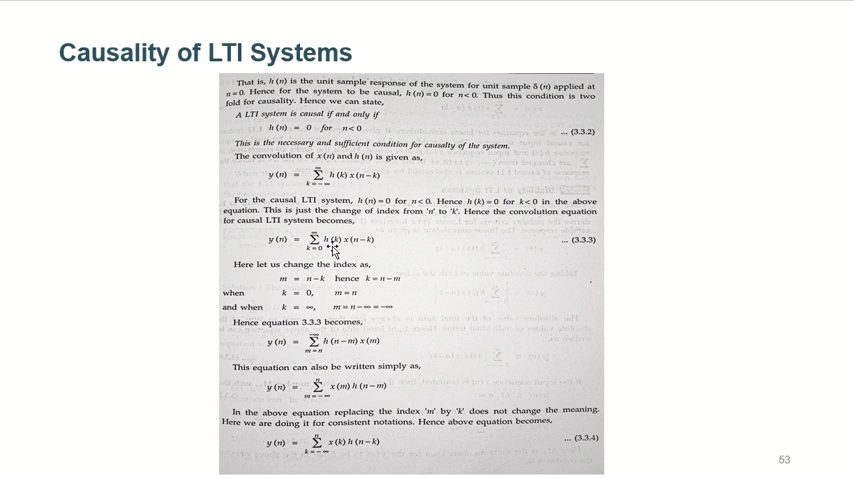 Causality of LTI Systems
That is, h (n) is the unit sample response of the system for unit sample δ (n) applied at
n = 0. Hence for the system to be causal, h (n) = 0 for n < 0. Thus this condition is two
fold for causality. Hence we can state,
A LTI system is causal if and only if
h (n) = 0 for n < 0 ... (3.3.2)
This is the necessary and sufficient condition for causalty of the system.
The convolution of x (n) and h (n) is given as,
y (n) = ∞ Σ k = – ∞ h (k) x (n – k)
For the causal LTI system, h (n) = 0 for n < 0. Hence h (k) = 0 for k < 0 in the above
equation. This is just the change of index from 'n' to 'k'. Hence the convolution equation
for causal LTI system becomes,
y (n) = ∞ Σ k = 0 h (k) x (n – k) ... (3.3.3)
Here let us change the index as,
m = n – k hence k = n – m
when k = 0, m = n
and when k = ∞, m = n – ∞ = – ∞
Hence equation 3.3.3 becomes,
y (n) = –∞ Σ m = n h (n – m) x (m)
This equation can also be written simply as,
y (n) = n Σ m = – ∞ x (m) h (n – m)
In the above equation replacing the index 'm' by 'k' does not change the meaning.
Here we are doing it for consistent notations. Hence above equation becomes,
y (n) = n Σ k = – ∞ x (k) h (n – k) ... (3.3.4)
53